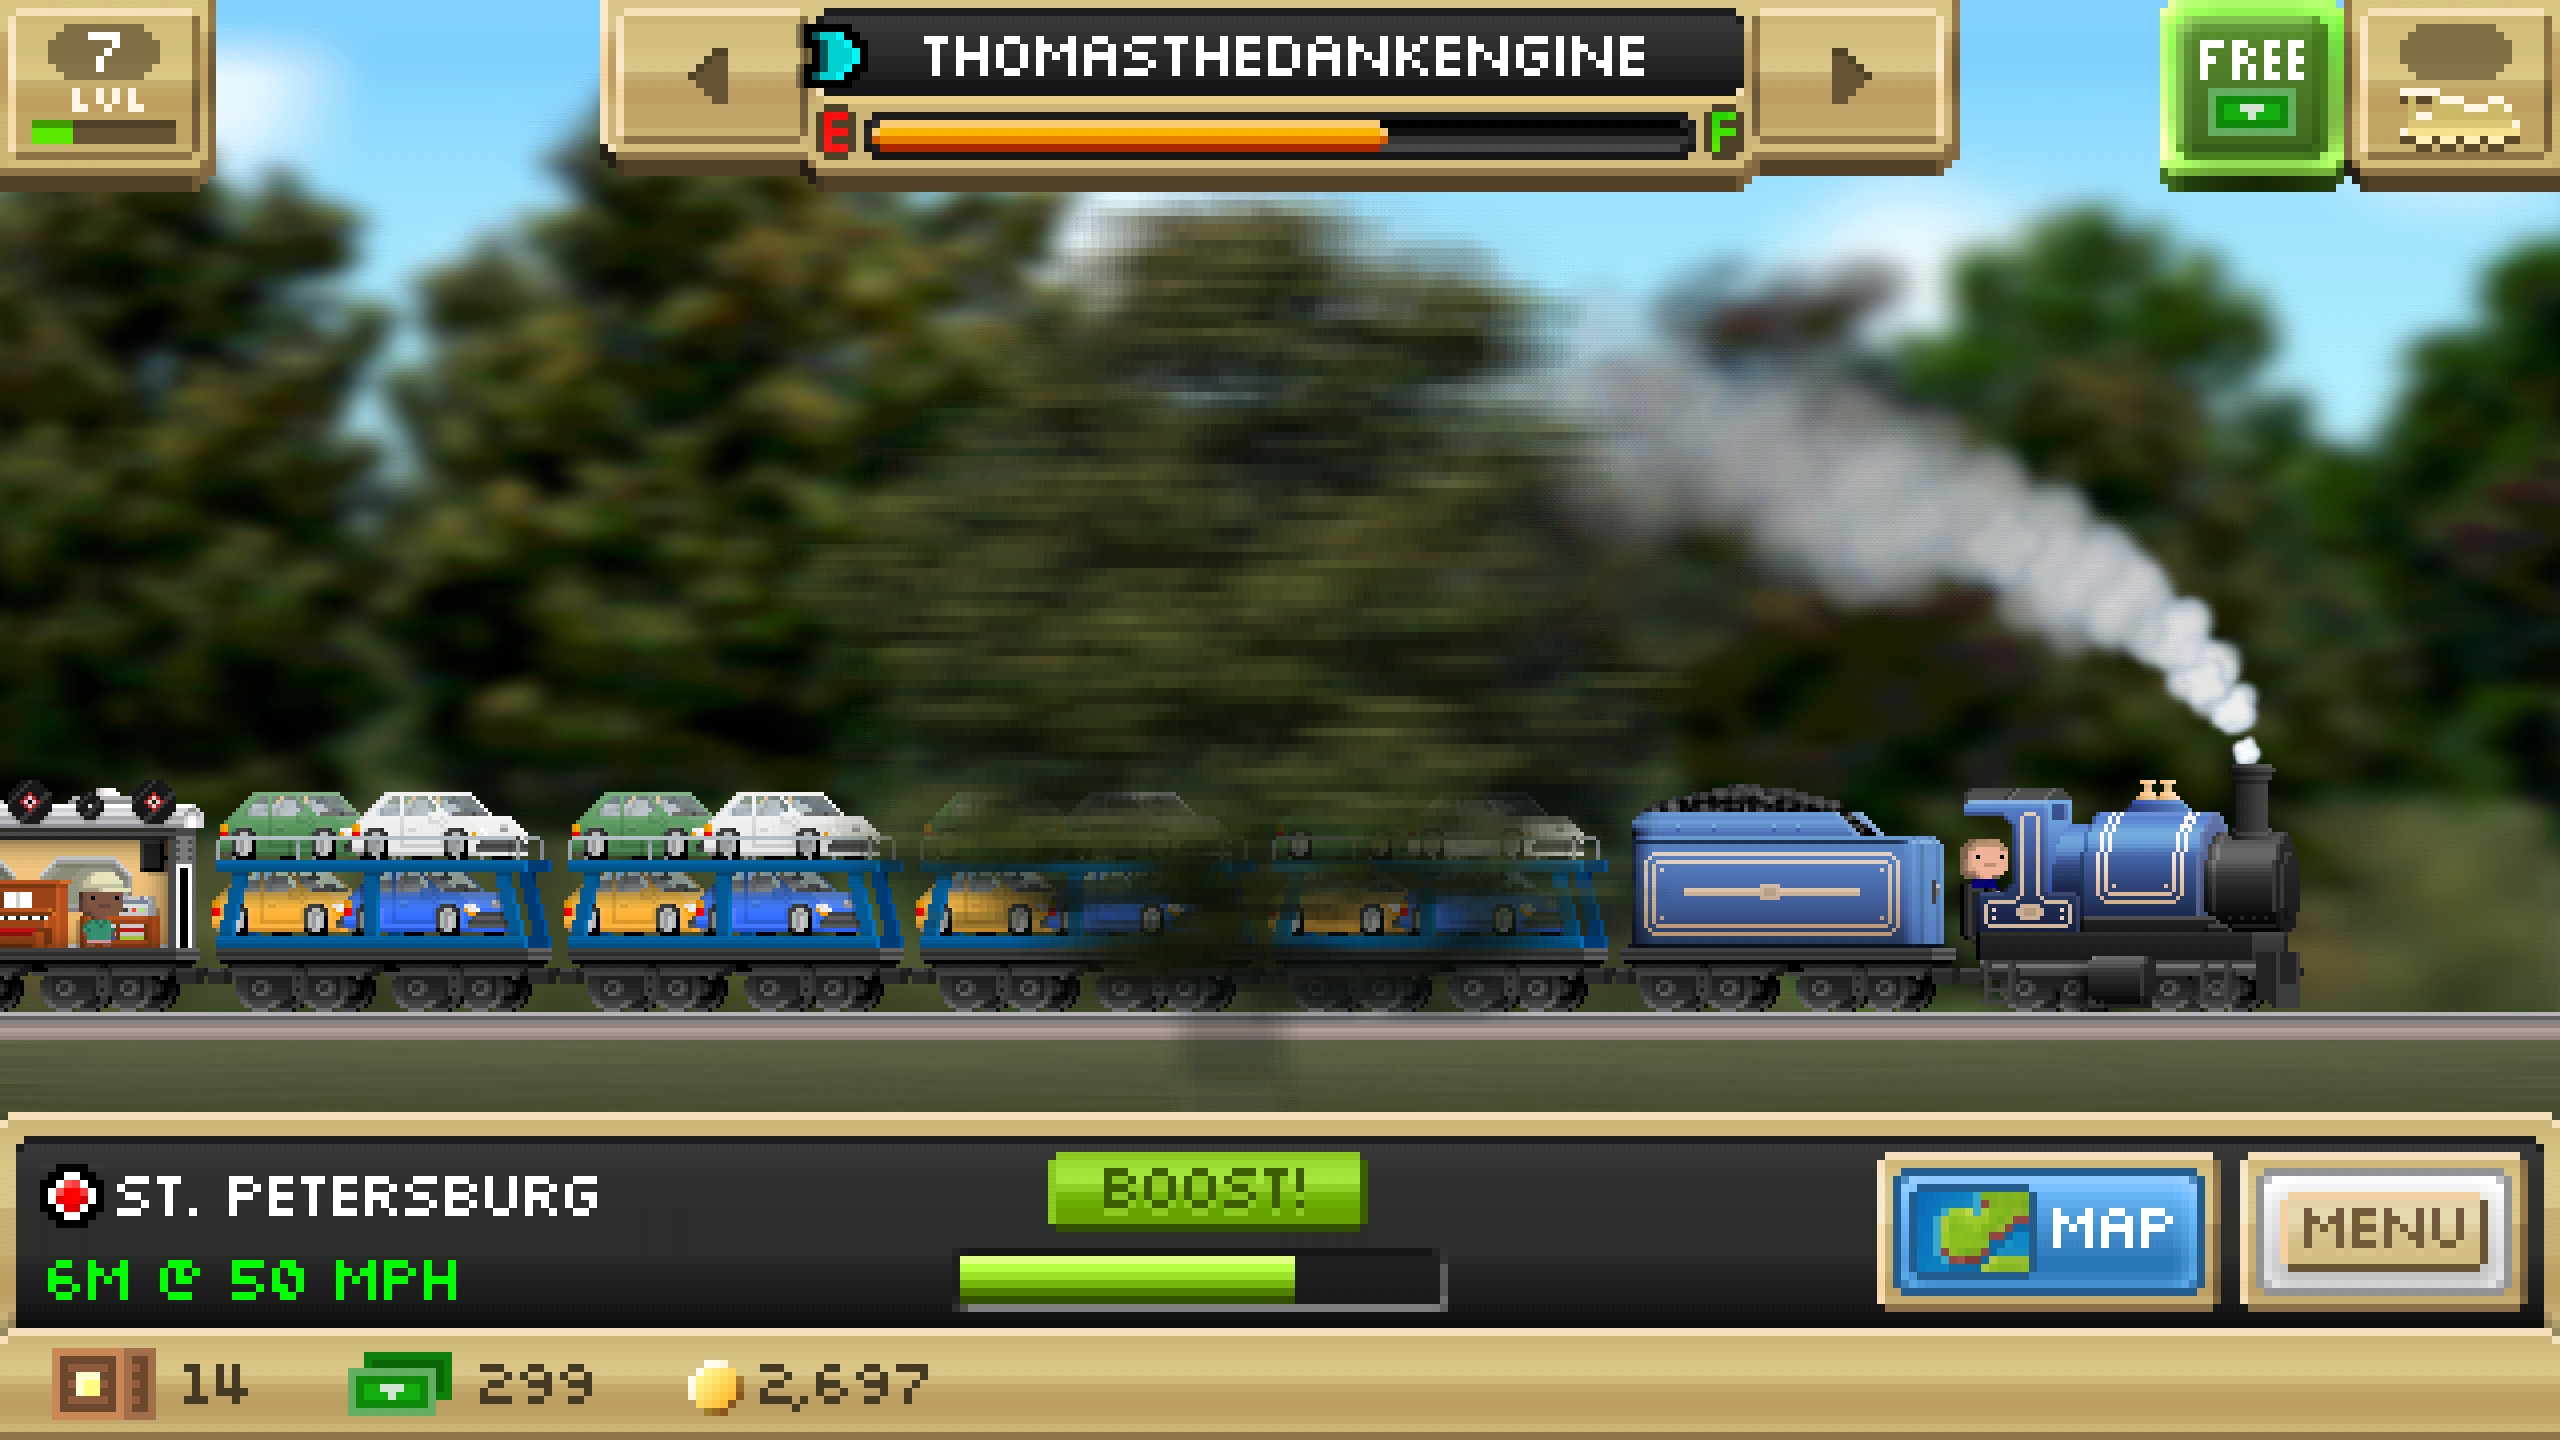 7
LVL
THOMASTHEDANKENGINE
E F
FREE
ST. PETERSBURG
6M @ 50 MPH
BOOST!
MAP
MENU
14 299 2,697